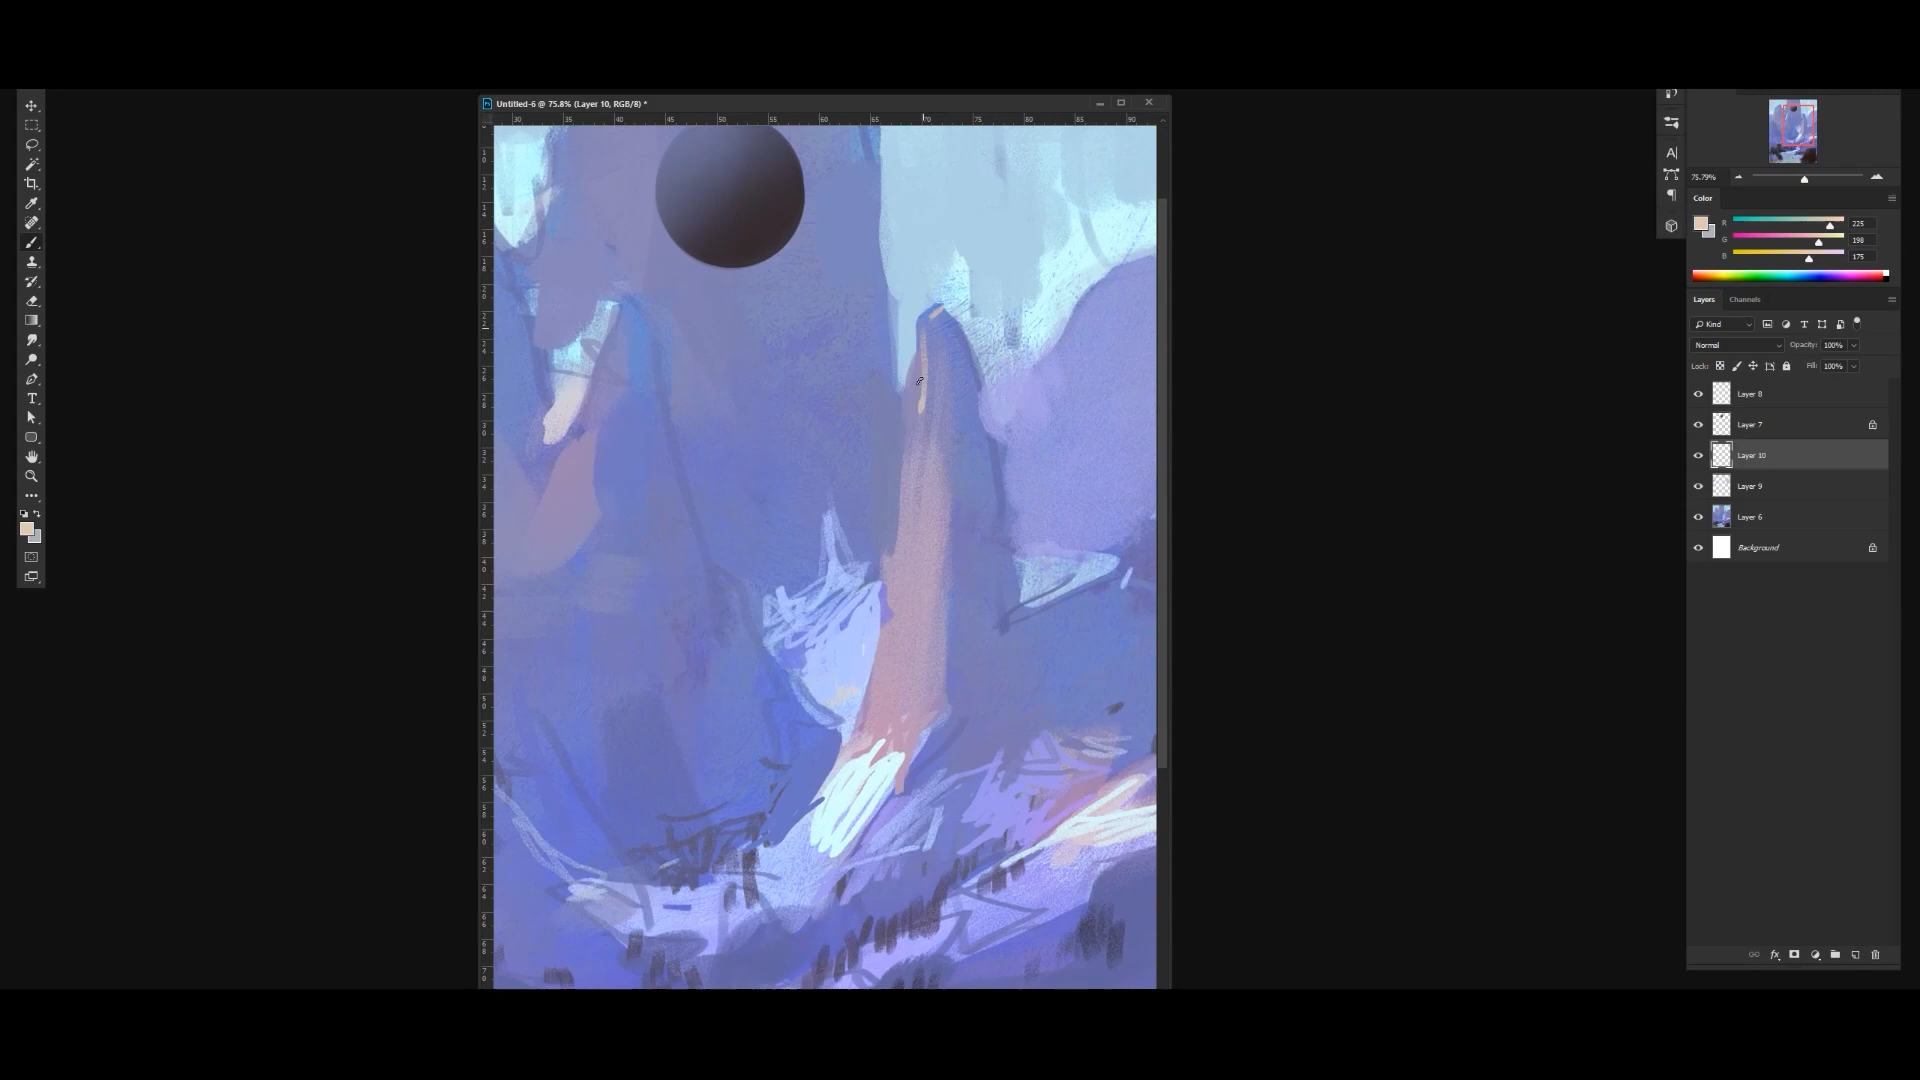 Untitled-6 @ 75.8% (Layer 10, RGB/8) *
30 35 40 45 50 55 60 65 70 75 80 85 90
75.79%
Color
R 225
G 198
B 175
Layers Channels
Kind
Normal Opacity: 100%
Lock: Fill: 100%
Layer 8
Layer 7
Layer 10
Layer 9
Layer 6
Background